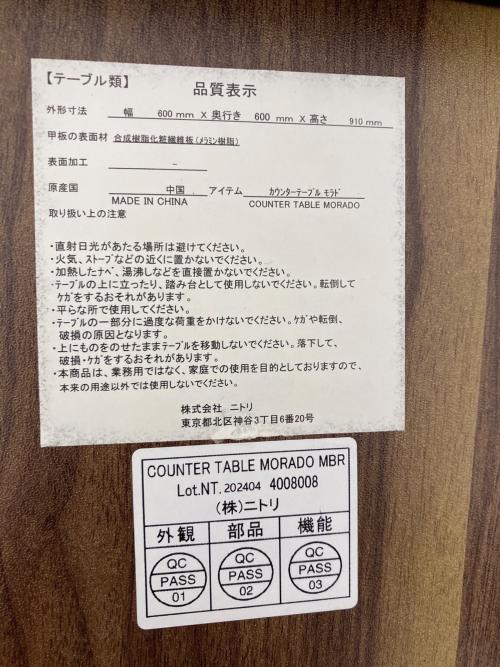 【テーブル類】 品質表示
外形寸法 幅 600 mm X 奥行き 600 mm X 高さ 910 mm
甲板の表面材 合成樹脂化粧繊維板(ﾒﾗﾐﾝ樹脂)
表面加工 -
原産国 中国 アイテム ｶｳﾝﾀｰﾃｰﾌﾞﾙ ﾓﾗﾄﾞ
MADE IN CHINA COUNTER TABLE MORADO
取り扱い上の注意
・直射日光があたる場所は避けてください。
・火気、ｽﾄｰﾌﾞなどの近くに置かないでください。
・加熱したﾅﾍﾞ、湯沸しなどを直接置かないでください。
・ﾃｰﾌﾞﾙの上に立ったり、踏み台として使用しないでください。転倒して
ｹｶﾞをするおそれがあります。
・平らな所で使用してください。
・ﾃｰﾌﾞﾙの一部分に過度な荷重をかけないでください。ｹｶﾞや転倒、
破損の原因となります。
・上にものをのせたままﾃｰﾌﾞﾙを移動しないでください。落下して、
破損・ｹｶﾞをするおそれがあります。
・本商品は、業務用ではなく、家庭での使用を目的としておりますので、
本来の用途以外では使用しないでください。
株式会社 ニトリ
東京都北区神谷3丁目6番20号
COUNTER TABLE MORADO MBR
Lot.NT. 202404 4008008
(株)ニトリ
外観 部品 機能
QC QC QC
PASS PASS PASS
01 02 03